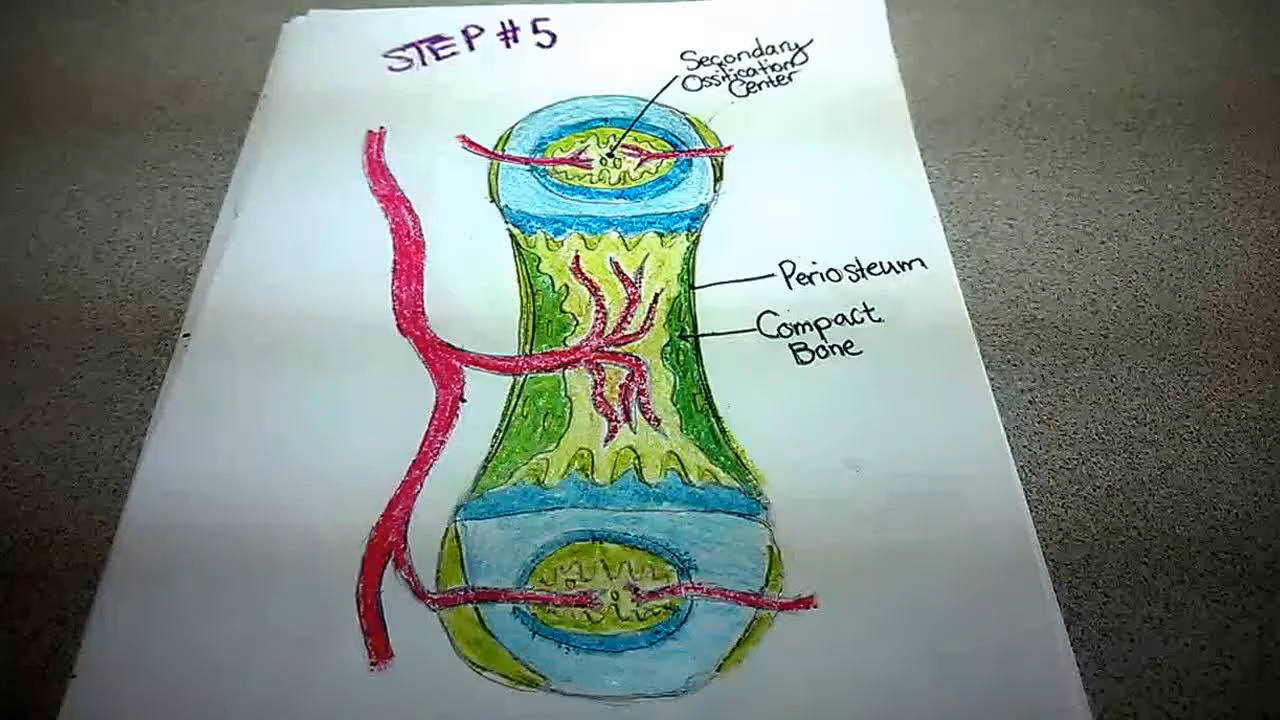 STEP #5
Secondary
Ossification
Center
Periosteum
Compact
Bone